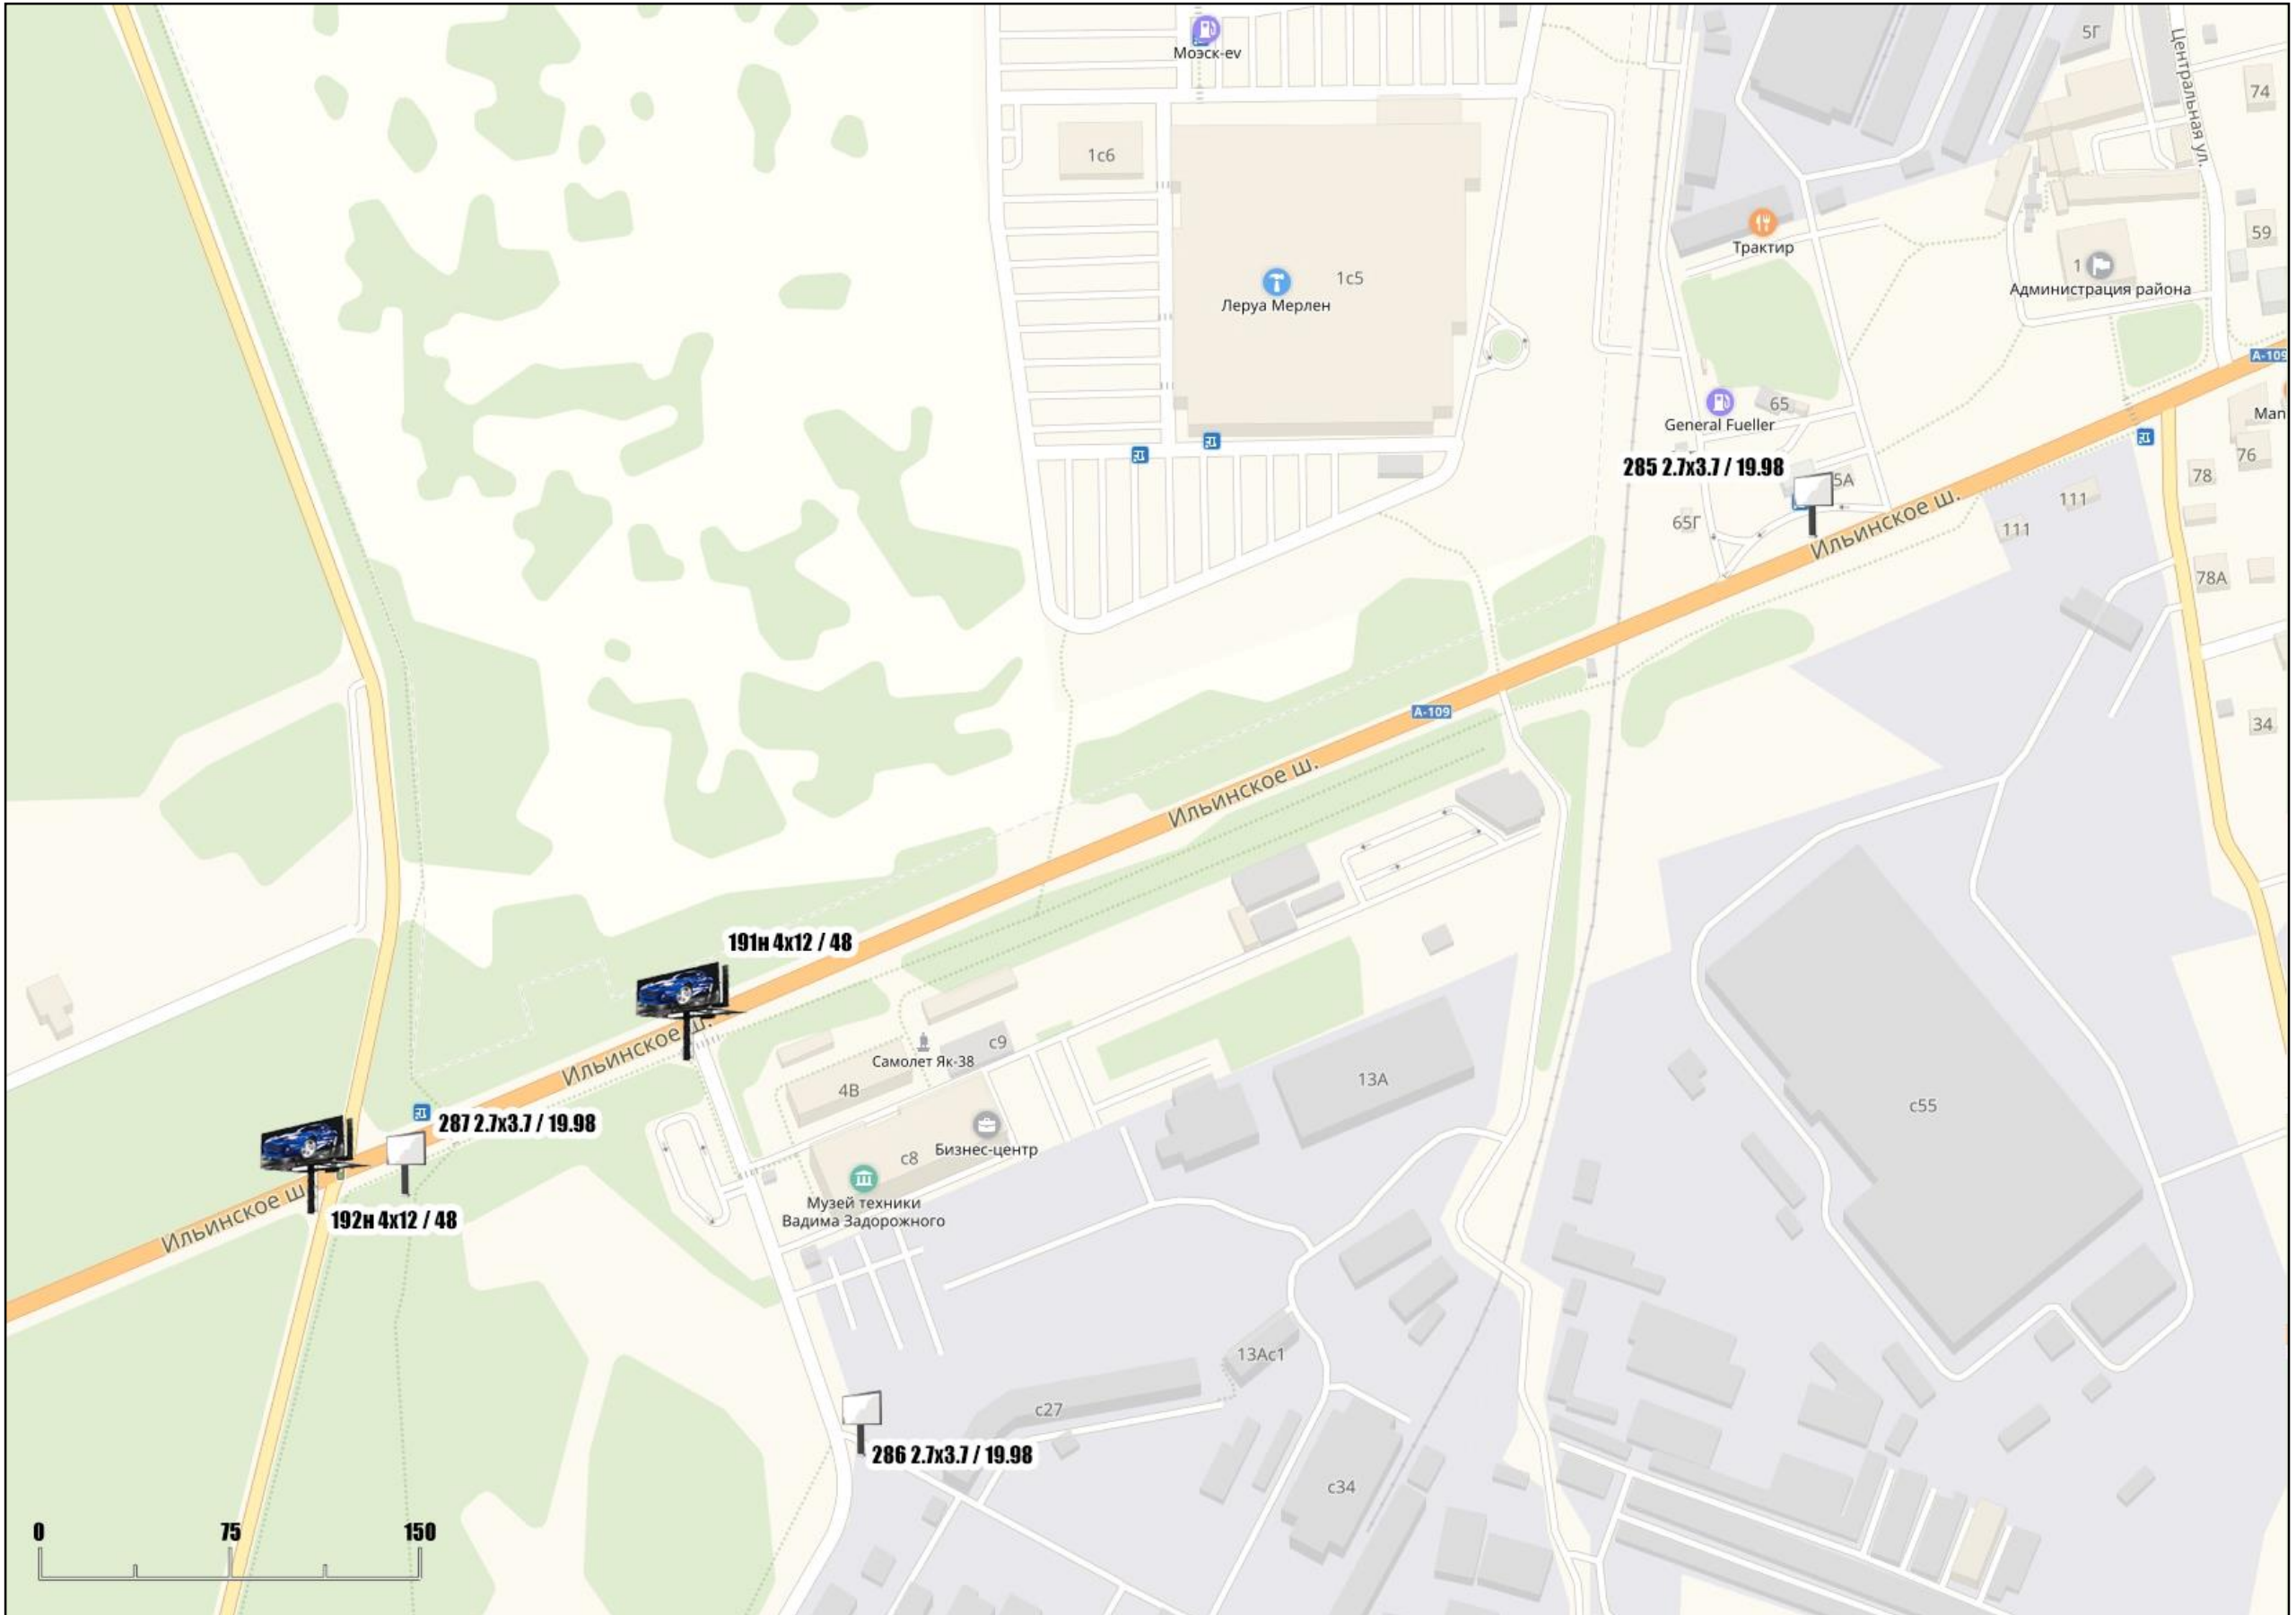 Моэск-ev
5Г
Центральная ул.
74
1с6
59
Трактир
1с5
1
Администрация района
Леруа Мерлен
А-109
65
General Fueller
Man
76
78
285 2.7x3.7 / 19.98
5А
111
65Г
111
Ильинское ш.
78А
А-109
34
Ильинское ш.
191н 4x12 / 48
Ильинское ш.
с9
Самолет Як-38
4В
13А
с55
287 2.7x3.7 / 19.98
Бизнес-центр
с8
Музей техники
Вадима Задорожного
192н 4x12 / 48
Ильинское ш
13Ас1
с27
286 2.7x3.7 / 19.98
с34
0 75 150